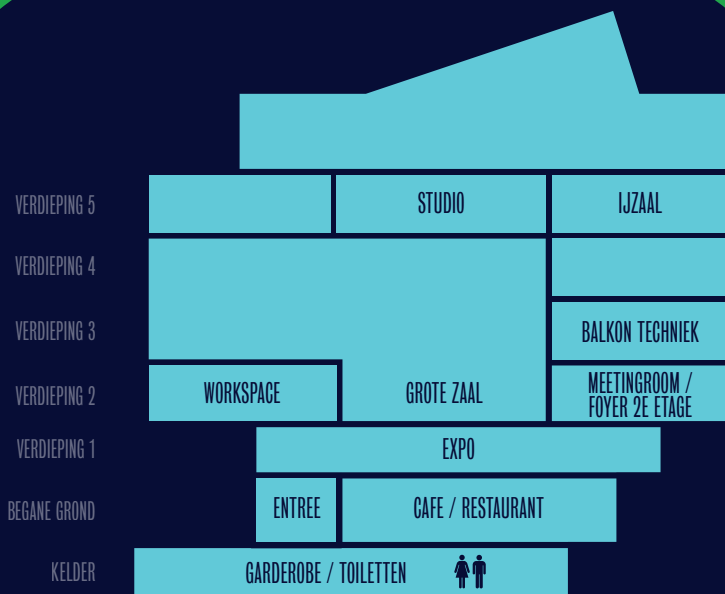 VERDIEPING 5
STUDIO
IJZAAL
VERDIEPING 4
VERDIEPING 3
BALKON TECHNIEK
VERDIEPING 2
WORKSPACE
GROTE ZAAL
MEETINGROOM /
FOYER 2E ETAGE
VERDIEPING 1
EXPO
BEGANE GROND
ENTREE
CAFE / RESTAURANT
KELDER
GARDEROBE / TOILETTEN